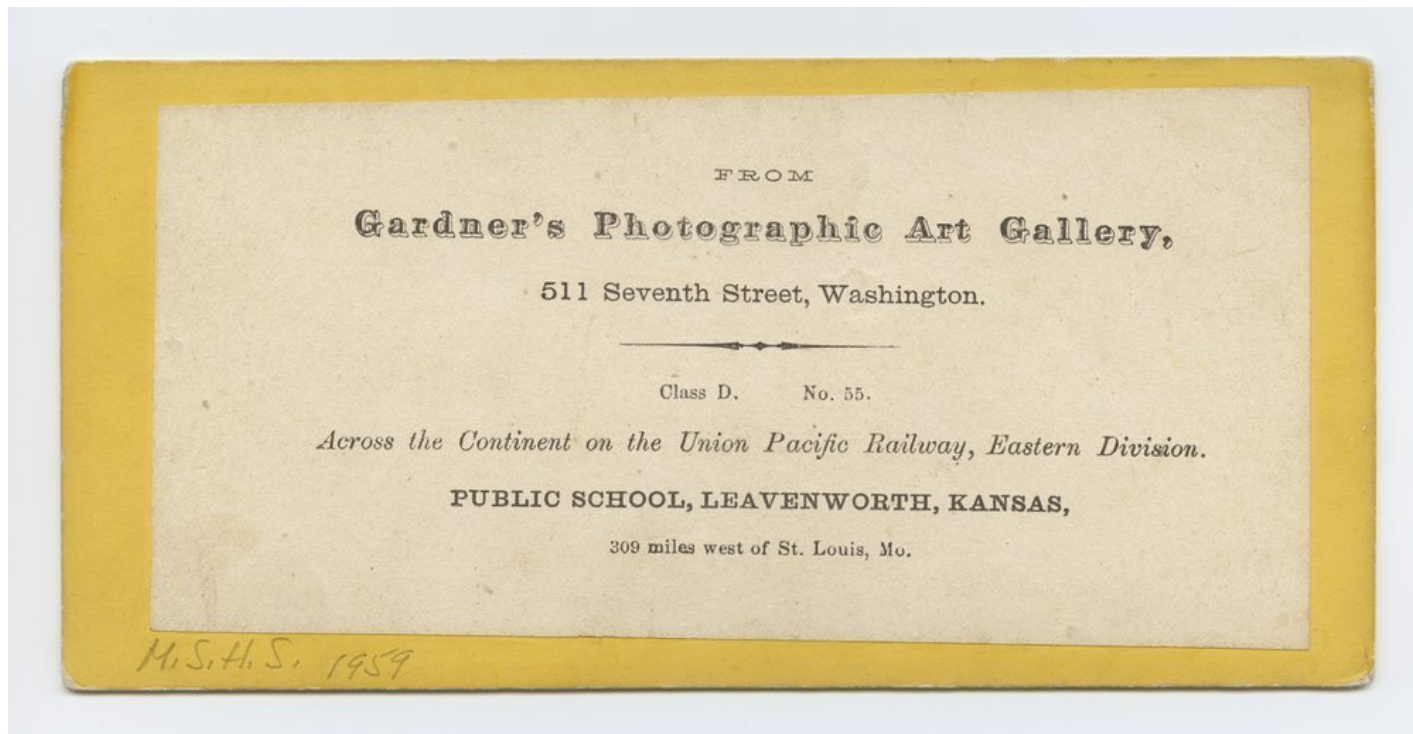 FROM
Gardner's Photographic Art Gallery,
511 Seventh Street, Washington.
Class D. No. 55.
Across the Continent on the Union Pacific Railway, Eastern Division.
PUBLIC SCHOOL, LEAVENWORTH, KANSAS,
309 miles west of St. Louis, Mo.
M.S.H.S. 1959